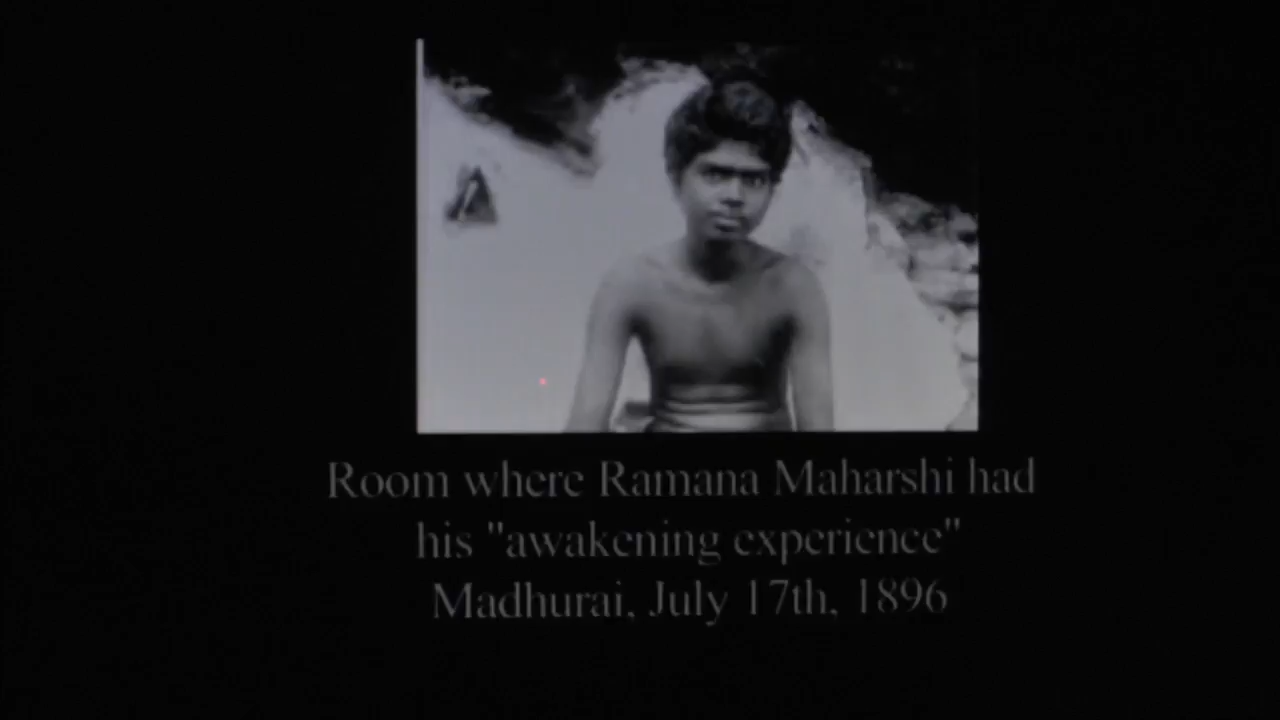 Room where Ramana Maharshi had
his "awakening experience"
Madhurai, July 17th, 1896